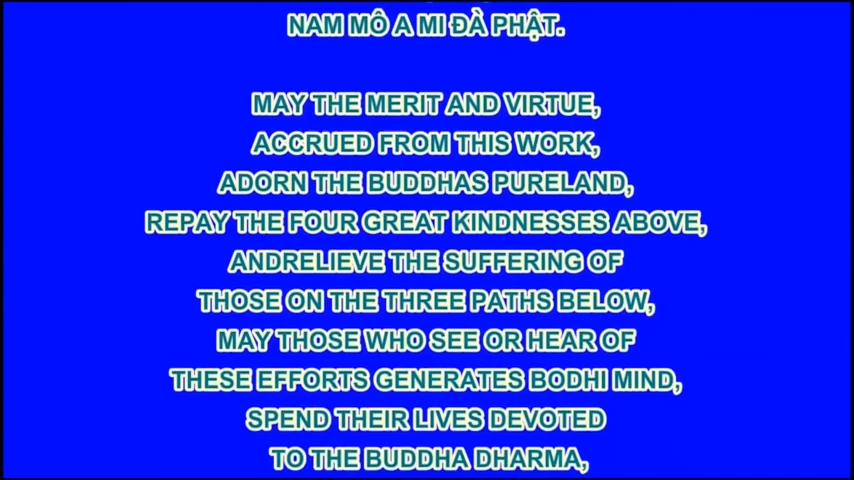 NAM MÔ A MI ĐÀ PHẬT.
MAY THE MERIT AND VIRTUE,
ACCRUED FROM THIS WORK,
ADORN THE BUDDHAS PURELAND,
REPAY THE FOUR GREAT KINDNESSES ABOVE,
ANDRELIEVE THE SUFFERING OF
THOSE ON THE THREE PATHS BELOW,
MAY THOSE WHO SEE OR HEAR OF
THESE EFFORTS GENERATES BODHI MIND,
SPEND THEIR LIVES DEVOTED
TO THE BUDDHA DHARMA,